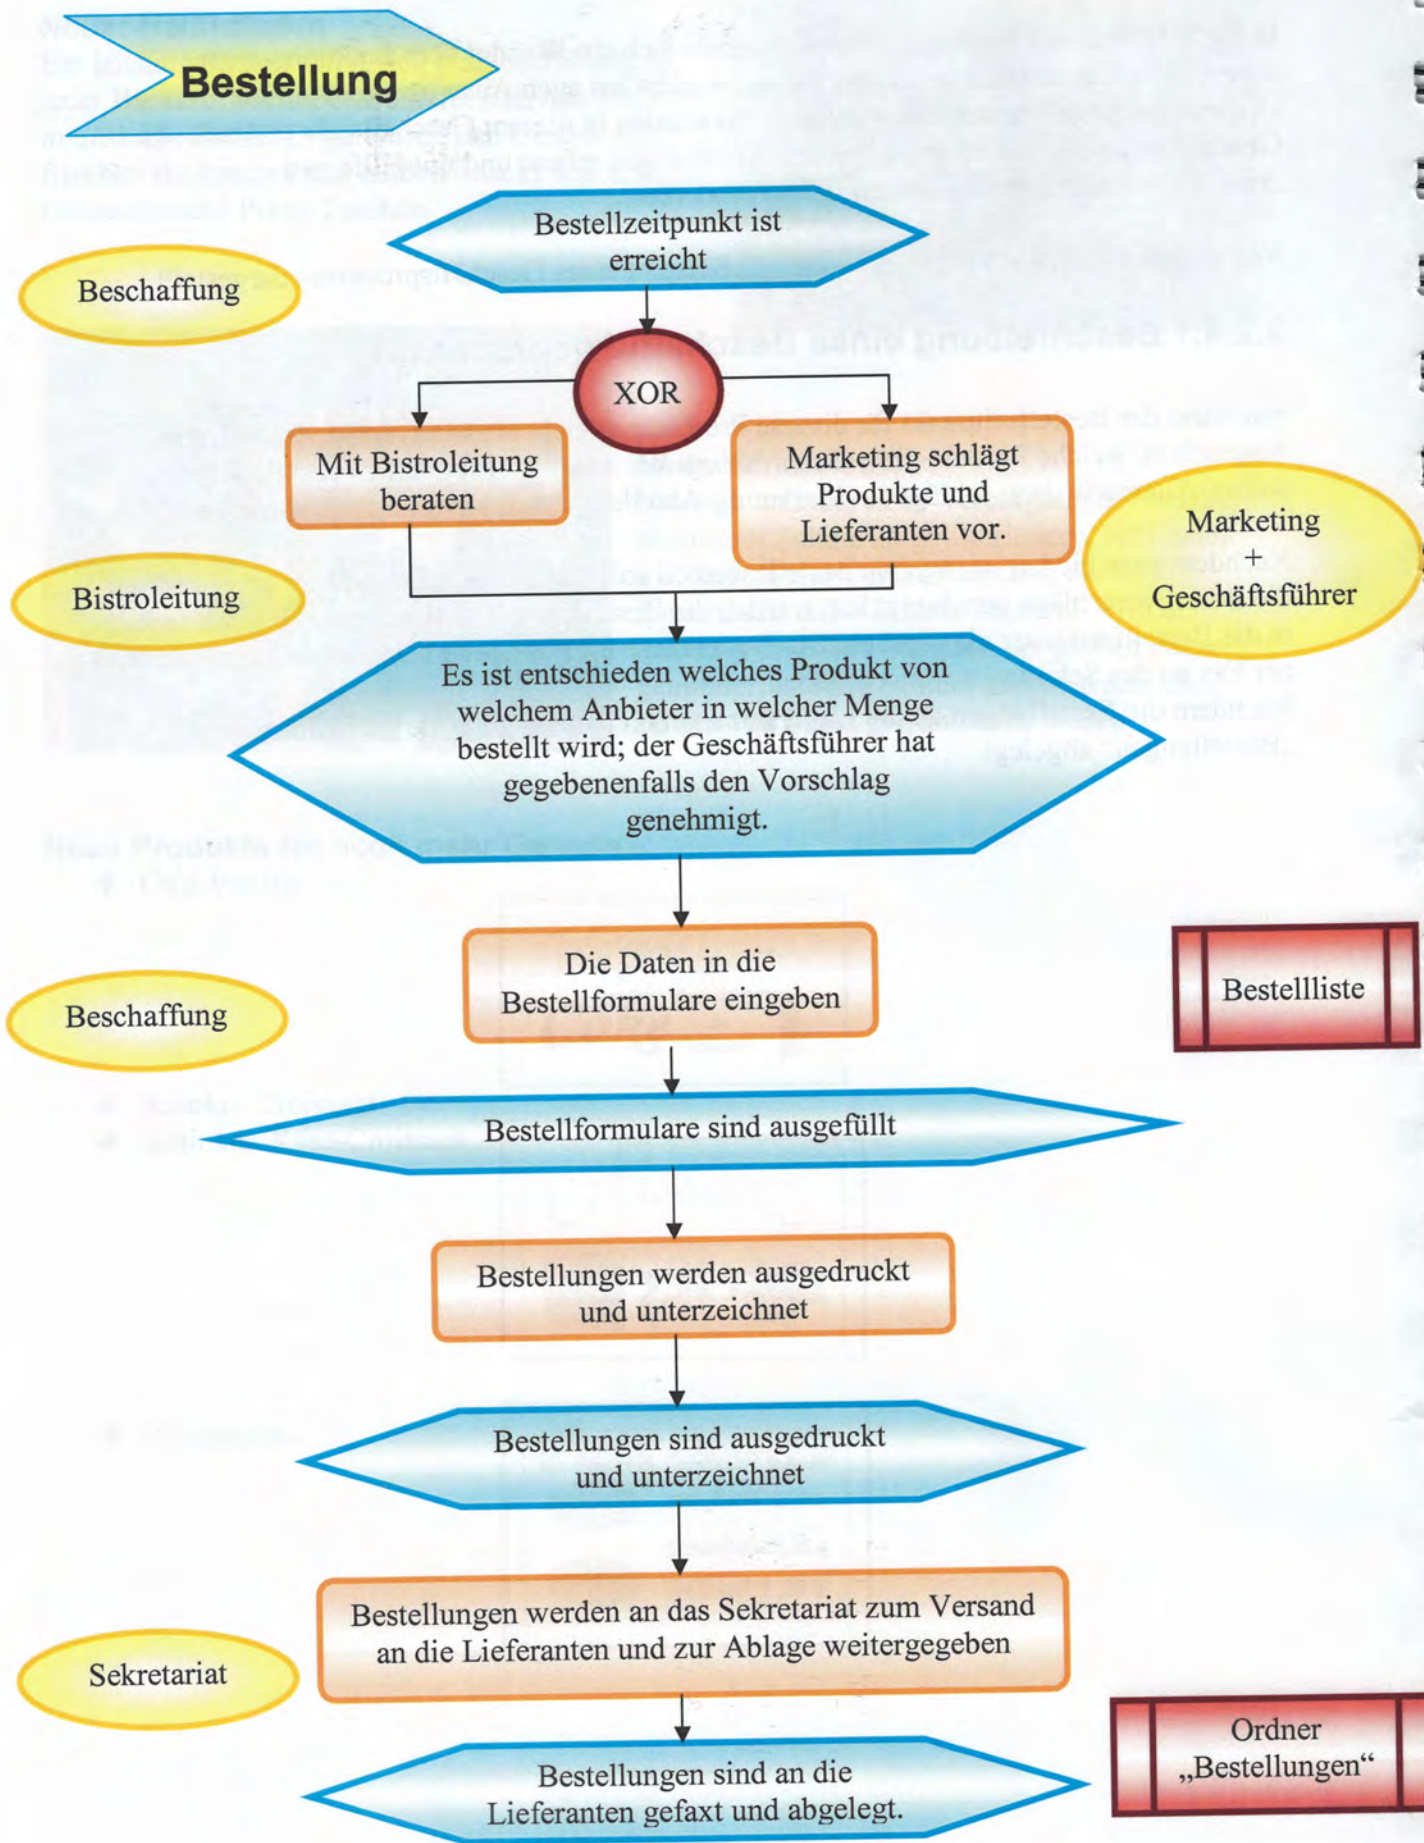 Bestellung
Bestellzeitpunkt ist
erreicht
Beschaffung
XOR
Mit Bistroleitung
beraten
Marketing schlägt
Produkte und
Lieferanten vor.
Marketing
+
Geschäftsführer
Bistroleitung
Es ist entschieden welches Produkt von
welchem Anbieter in welcher Menge
bestellt wird; der Geschäftsführer hat
gegebenenfalls den Vorschlag
genehmigt.
Die Daten in die
Bestellformulare eingeben
Bestellliste
Beschaffung
Bestellformulare sind ausgefüllt
Bestellungen werden ausgedruckt
und unterzeichnet
Bestellungen sind ausgedruckt
und unterzeichnet
Bestellungen werden an das Sekretariat zum Versand
an die Lieferanten und zur Ablage weitergegeben
Sekretariat
Ordner
„Bestellungen“
Bestellungen sind an die
Lieferanten gefaxt und abgelegt.